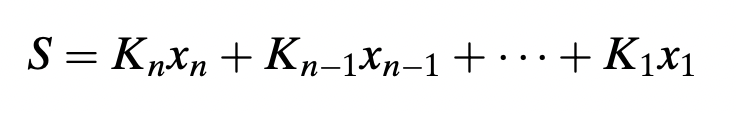 S = Kₙxₙ + Kₙ₋₁xₙ₋₁ + ⋯ + K₁x₁